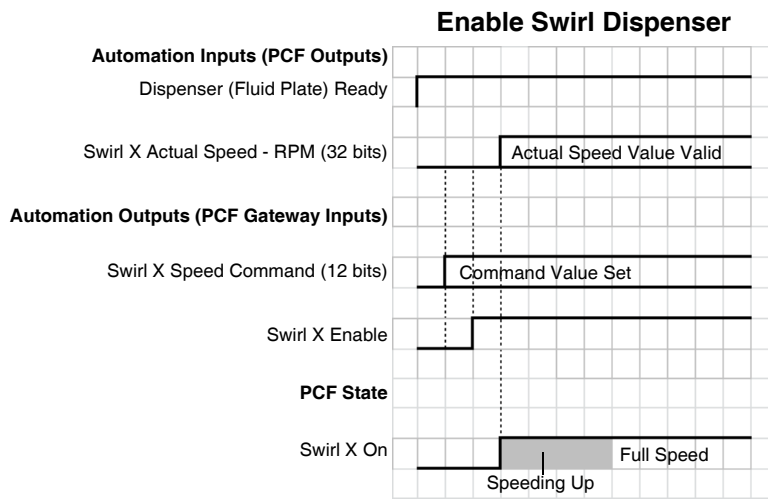 Enable Swirl Dispenser
Automation Inputs (PCF Outputs)
Dispenser (Fluid Plate) Ready
Swirl X Actual Speed - RPM (32 bits)
Actual Speed Value Valid
Automation Outputs (PCF Gateway Inputs)
Swirl X Speed Command (12 bits)
Command Value Set
Swirl X Enable
PCF State
Swirl X On
Full Speed
Speeding Up